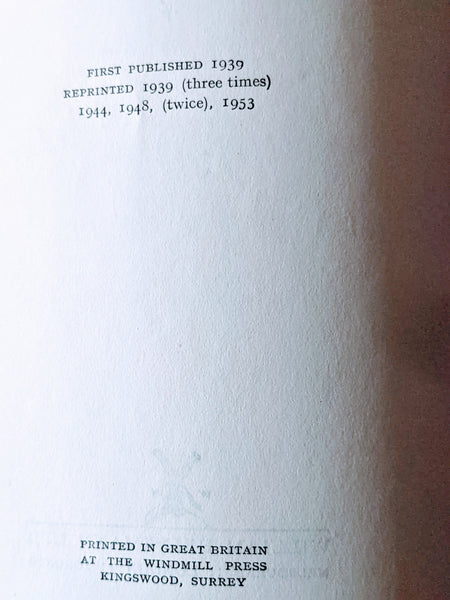 FIRST PUBLISHED 1939
REPRINTED 1939 (three times)
1944, 1948, (twice), 1953
PRINTED IN GREAT BRITAIN
AT THE WINDMILL PRESS
KINGSWOOD, SURREY